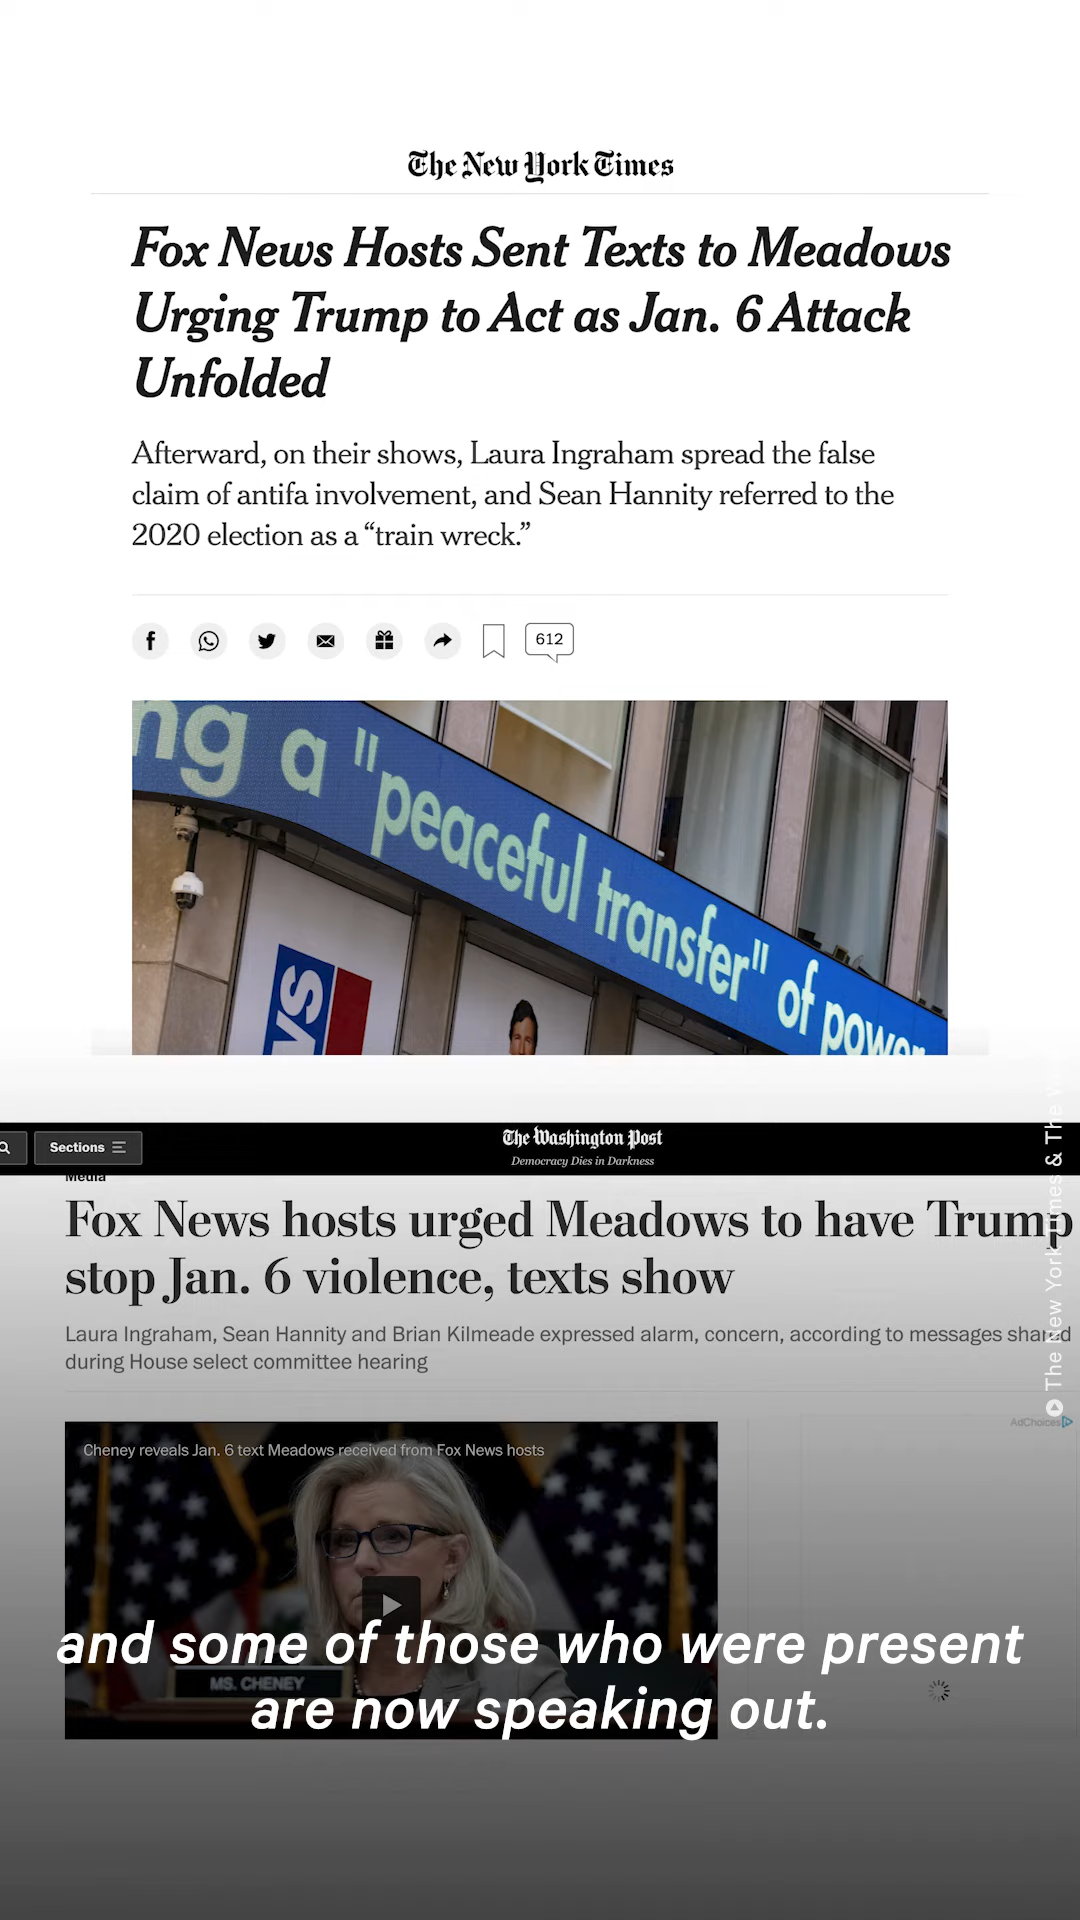 The New York Times
Fox News Hosts Sent Texts to Meadows
Urging Trump to Act as Jan. 6 Attack
Unfolded
Afterward, on their shows, Laura Ingraham spread the false
claim of antifa involvement, and Sean Hannity referred to the
2020 election as a “train wreck.”
612
ng a "peaceful transfer" of power
WS
Sections
The Washington Post
Democracy Dies in Darkness
Media
Fox News hosts urged Meadows to have Trump
stop Jan. 6 violence, texts show
Laura Ingraham, Sean Hannity and Brian Kilmeade expressed alarm, concern, according to messages shared
during House select committee hearing
The New York Times & The W
AdChoices
Cheney reveals Jan. 6 text Meadows received from Fox News hosts
MS. CHENEY
and some of those who were present
are now speaking out.